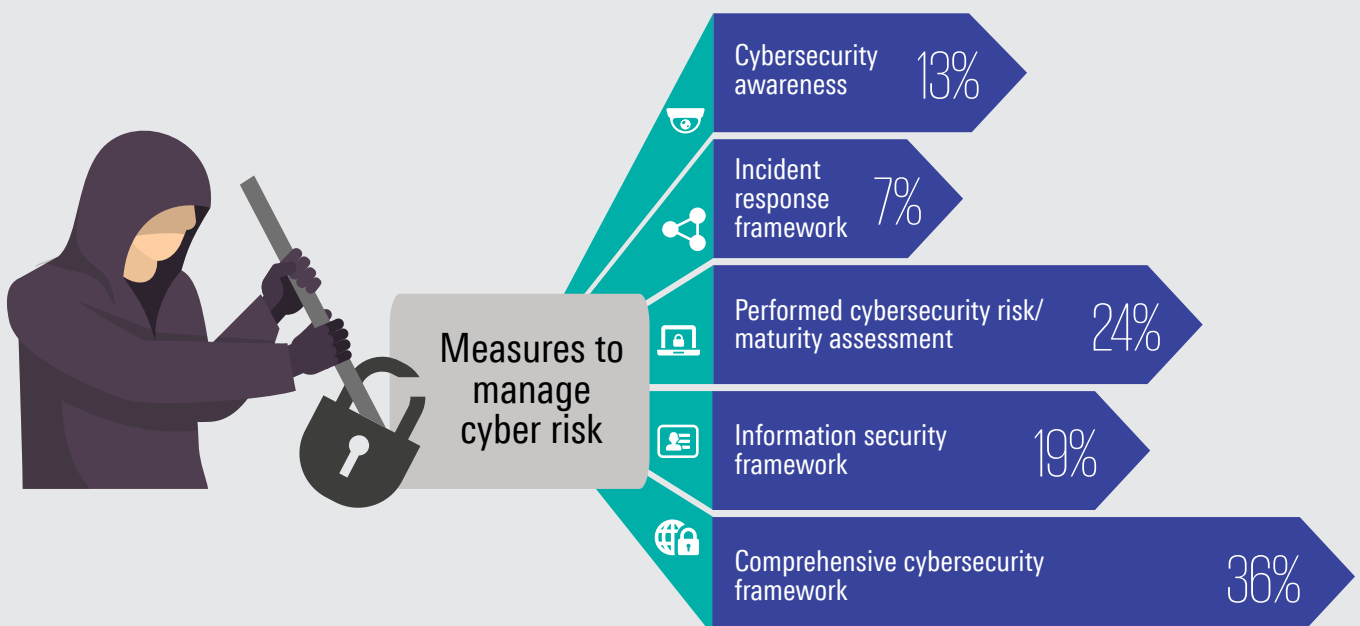 Measures to
manage
cyber risk
Cybersecurity
awareness
13%
Incident
response
framework
7%
Performed cybersecurity risk/
maturity assessment
24%
Information security
framework
19%
Comprehensive cybersecurity
framework
36%